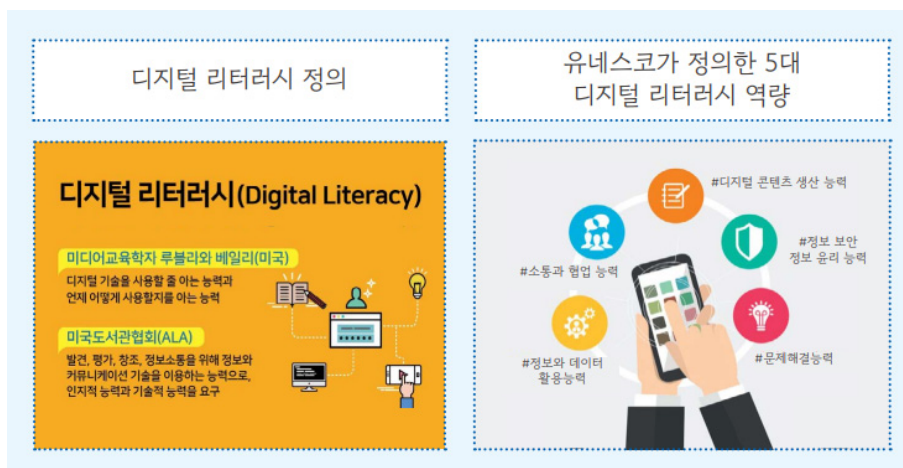 디지털 리터러시 정의
유네스코가 정의한 5대
디지털 리터러시 역량
디지털 리터러시(Digital Literacy)
미디어교육학자 루블라와 베일리(미국)
디지털 기술을 사용할 줄 아는 능력과
언제 어떻게 사용할지를 아는 능력
미국도서관협회(ALA)
발견, 평가, 창조, 정보소통을 위해 정보와
커뮤니케이션 기술을 이용하는 능력으로,
인지적 능력과 기술적 능력을 요구
#디지털 콘텐츠 생산 능력
#정보 보안
정보 윤리 능력
#소통과 협업 능력
#정보와 데이터
활용능력
#문제해결능력